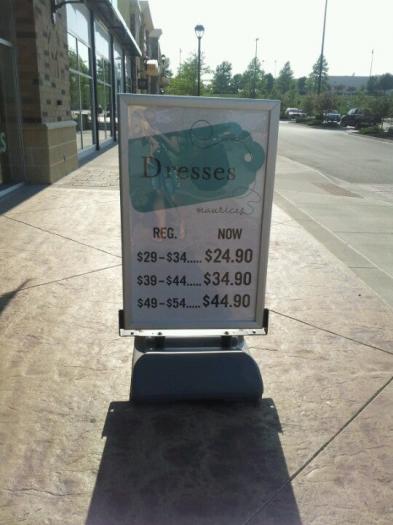 Dresses
maurices
REG. NOW
$29-$34..... $24.90
$39-$44..... $34.90
$49-$54..... $44.90